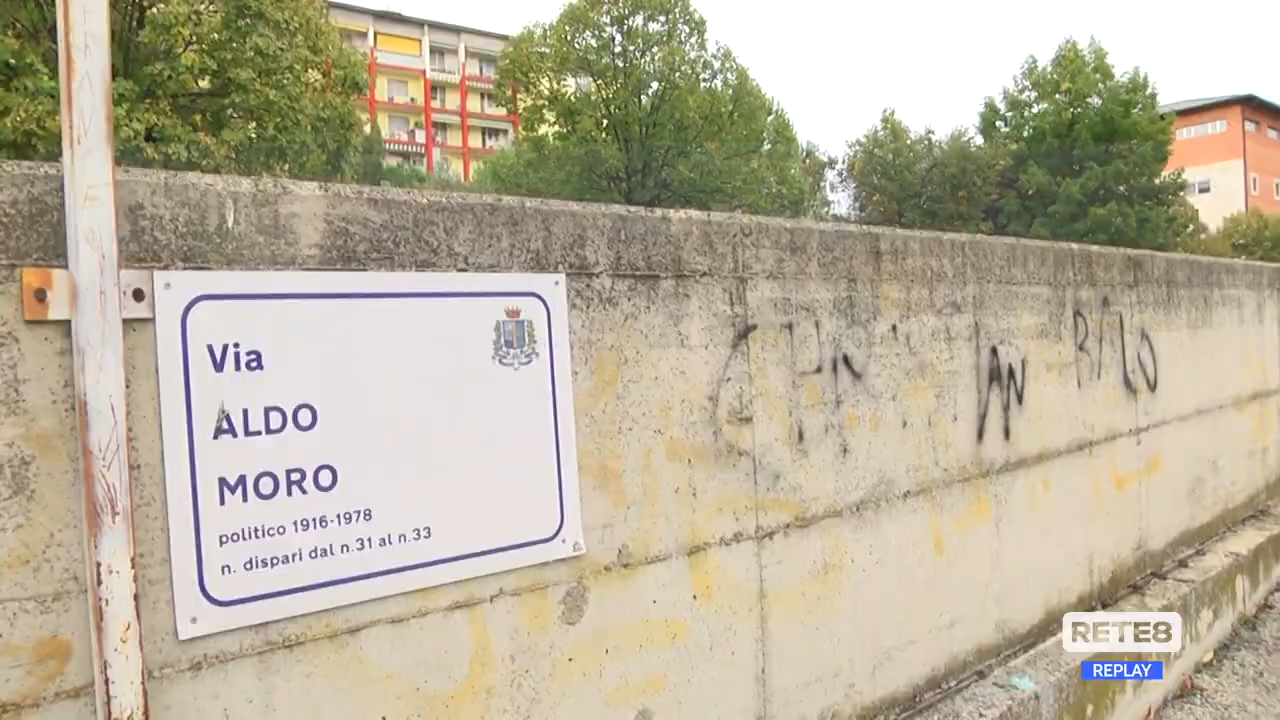 Via
ALDO
MORO
politico 1916-1978
n. dispari dal n.31 al n.33
RETE8
REPLAY